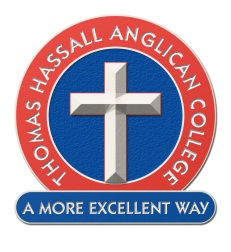 THOMAS HASSALL ANGLICAN COLLEGE
A MORE EXCELLENT WAY